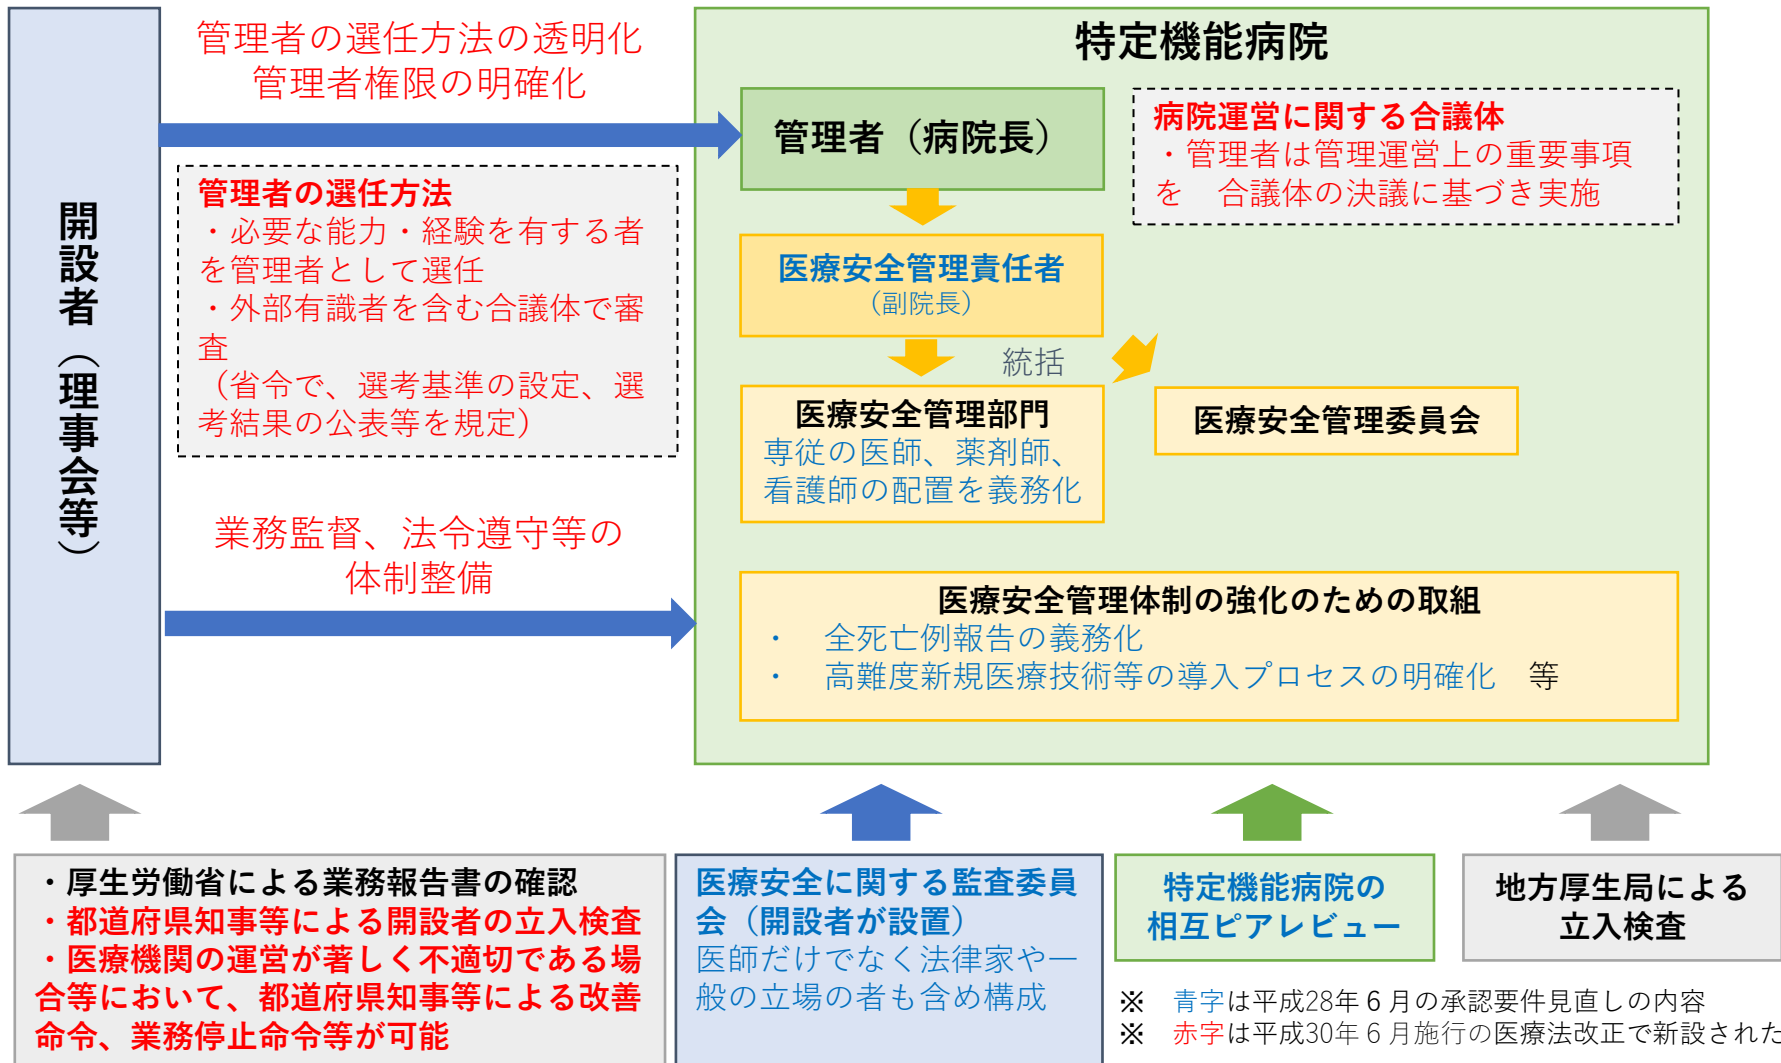 管理者の選任方法の透明化
管理者権限の明確化
特定機能病院
開設者（理事会等）
管理者（病院長）
病院運営に関する合議体
・管理者は管理運営上の重要事項
を　合議体の決議に基づき実施
管理者の選任方法
・必要な能力・経験を有する者
を管理者として選任
・外部有識者を含む合議体で審
査
（省令で、選考基準の設定、選
考結果の公表等を規定）
医療安全管理責任者
（副院長）
統括
医療安全管理部門
専従の医師、薬剤師、
看護師の配置を義務化
医療安全管理委員会
業務監督、法令遵守等の
体制整備
医療安全管理体制の強化のための取組
・　全死亡例報告の義務化
・　高難度新規医療技術等の導入プロセスの明確化　等
・厚生労働省による業務報告書の確認
・都道府県知事等による開設者の立入検査
・医療機関の運営が著しく不適切である場
合等において、都道府県知事等による改善
命令、業務停止命令等が可能
医療安全に関する監査委員
会（開設者が設置）
医師だけでなく法律家や一
般の立場の者も含め構成
特定機能病院の
相互ピアレビュー
地方厚生局による
立入検査
※　青字は平成28年６月の承認要件見直しの内容
※　赤字は平成30年６月施行の医療法改正で新設された